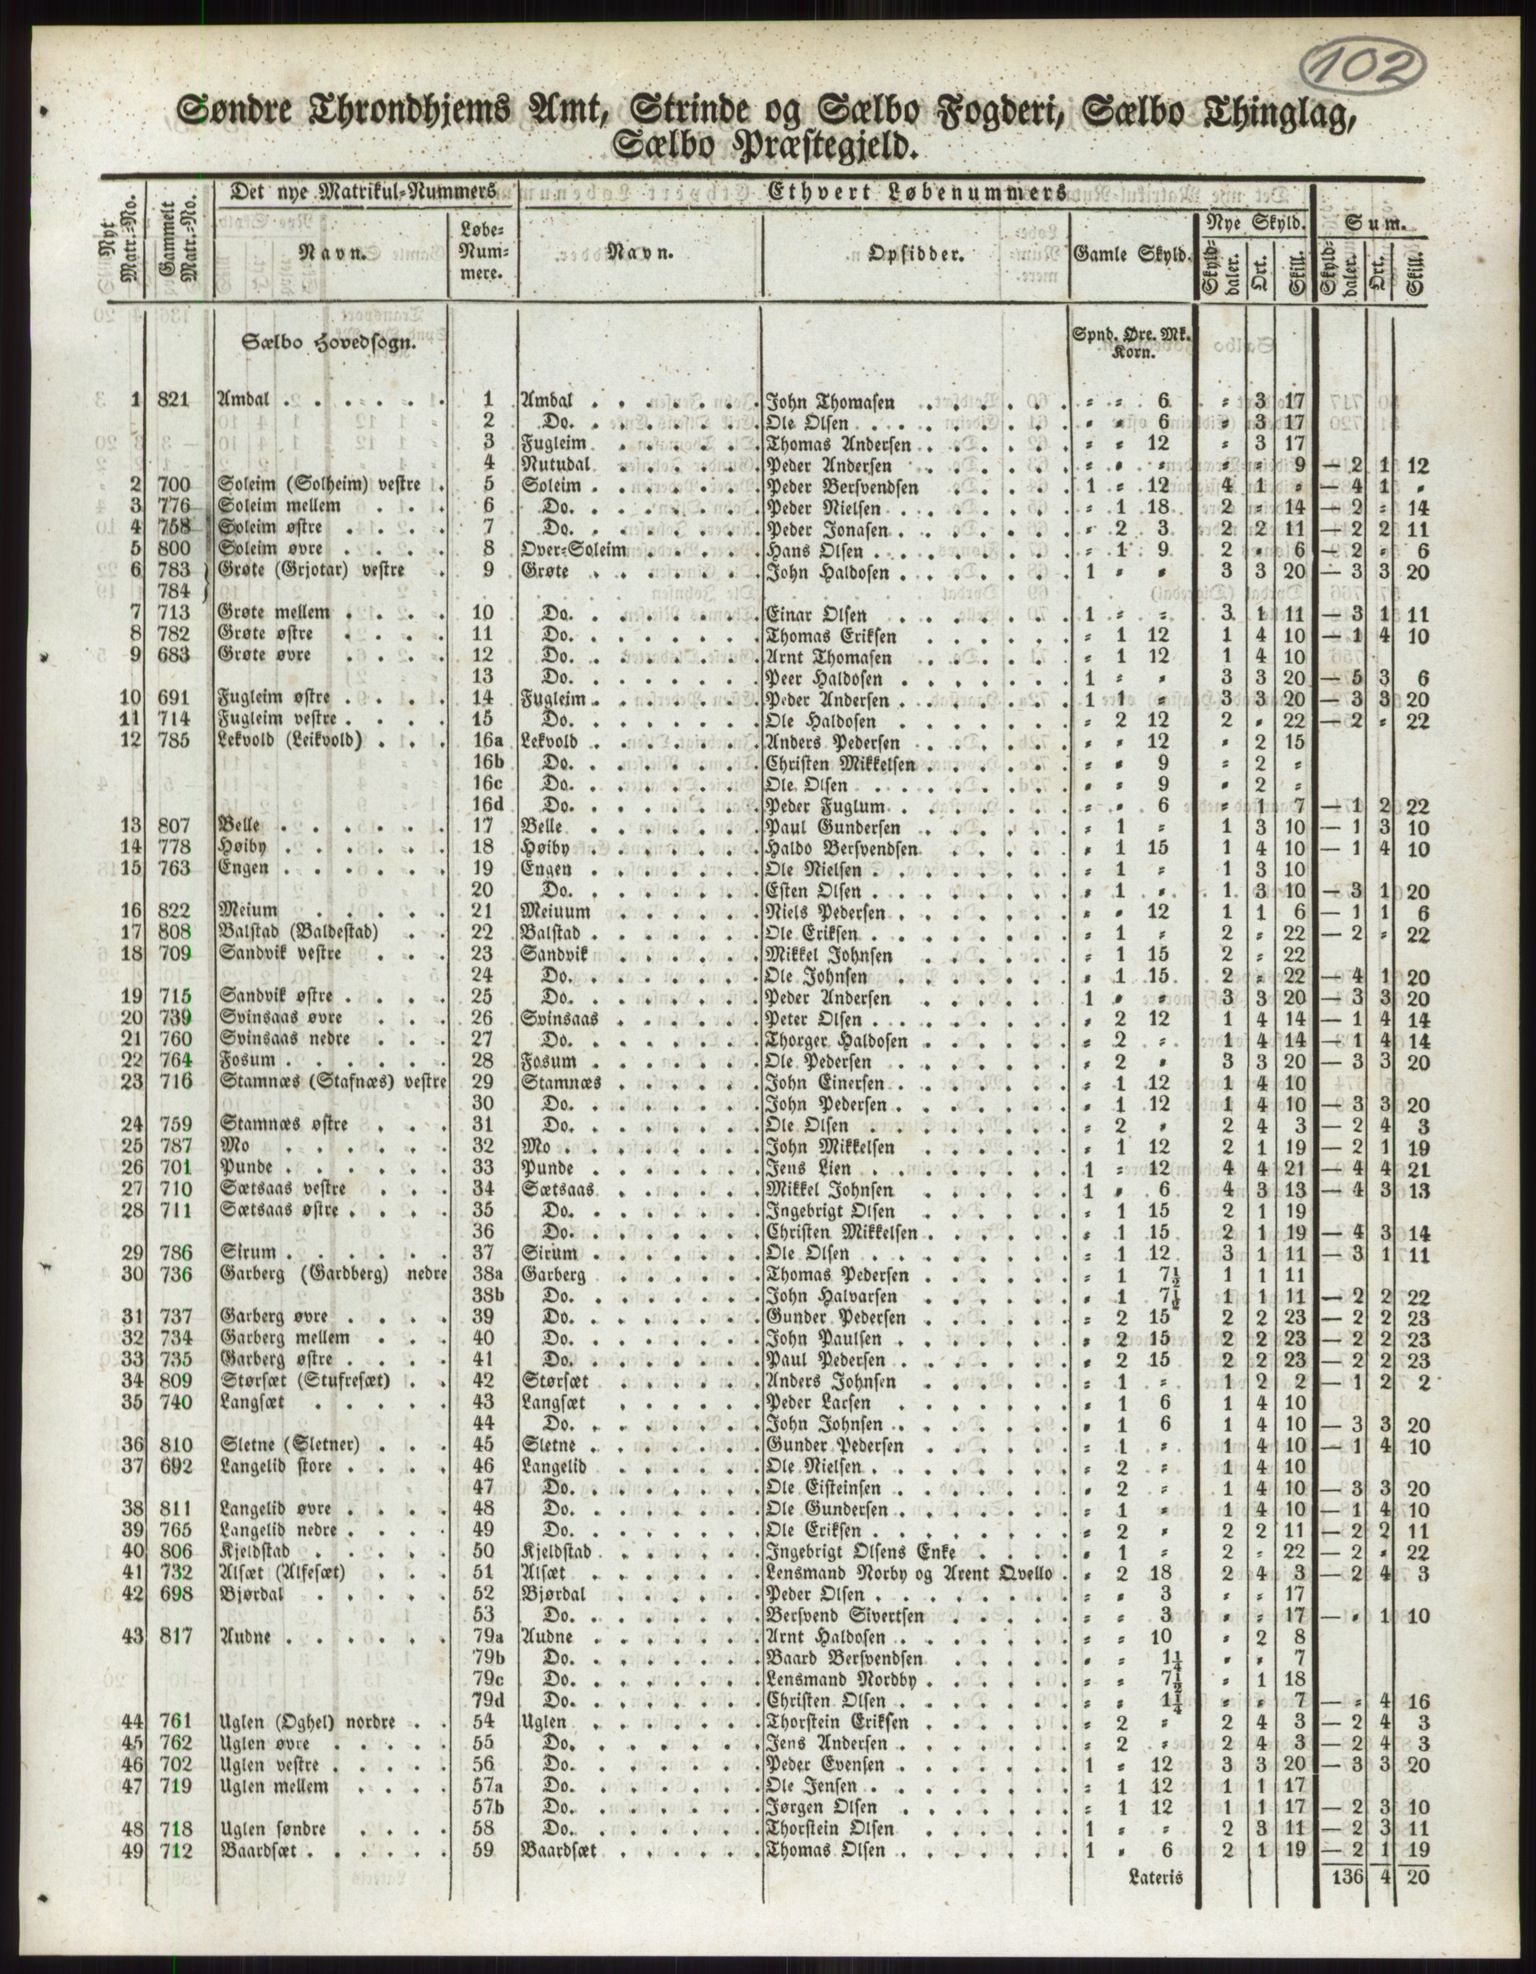 102
Søndre Throndhjems Amt, Strinde og Sælbo Fogderi, Sælbo Thinglag,
Sælbo Præstegjeld.
Nyt Matr.-No. | Gammelt Matr.-No. | Det nye Matrikul-Nummers | Ethvert Løbenummers | Sum.
Navn. | Løbe-Nummere. | Navn. | Opsidder. | Gamle Skyld. | Nye Skyld.
Skylddaler. | Ort. | Skill. | Skylddaler. | Ort. | Skill.
Sælbo Hovedsogn. | Spnd. Øre. Mk. Korn.
1 821 Amdal . . . 1 Amdal . . . John Thomasen . . . " " 6 " 3 17
2 Do. . . . Ole Olsen . . . " " 6 " 3 17
3 Fugleim . . . Thomas Andersen . . . " " 12 " 3 17
4 Nutudal . . . Peder Andersen . . . " " " " " 9 — 2 1 12
2 700 Soleim (Solheim) vestre . 5 Soleim . . . Peder Bersvendsen . . . 1 " 12 4 1 " — 4 1 "
3 776 Soleim mellem . . . 6 Do. . . . Peder Nielsen . . . " 1 18 2 " 14 — 2 " 14
4 758 Soleim østre . . . 7 Do. . . . Peder Jonasen . . . " 2 3 2 2 11 — 2 2 11
5 800 Soleim øvre . . . 8 Over-Soleim . . . Hans Olsen . . . " 1 9 2 " 6 — 2 " 6
6 783 } Grøte (Grjotar) vestre . 9 Grøte . . . John Haldosen . . . 1 " " 3 3 20 — 3 3 20
784 }
7 713 Grøte mellem . . . 10 Do. . . . Einar Olsen . . . 1 " " 3 1 11 — 3 1 11
8 782 Grøte østre . . . 11 Do. . . . Thomas Eriksen . . . " 1 12 1 4 10 — 1 4 10
9 683 Grøte øvre . . . 12 Do. . . . Arnt Thomasen . . . " 1 12 1 4 10
13 Do. . . . Peer Haldosen . . . 1 " " 3 3 20 — 5 3 6
10 691 Fugleim østre . . . 14 Fugleim . . . Peder Andersen . . . 1 1 " 3 3 20 — 3 3 20
11 714 Fugleim vestre . . . 15 Do. . . . Ole Haldosen . . . " 2 12 2 " 22 — 2 " 22
12 785 Lekvold (Leikvold) . . . 16a Lekvold . . . Anders Pedersen . . . " " 12 " 2 15
16b Do. . . . Christen Mikkelsen . . . " " 9 " 2 "
16c Do. . . . Ole Olsen . . . " " 9 " 2 "
16d Do. . . . Peder Fuglum . . . " " 6 " 1 7 — 1 2 22
13 807 Belle . . . 17 Belle . . . Paul Gundersen . . . " 1 " 1 3 10 — 1 3 10
14 778 Høiby . . . 18 Høiby . . . Haldo Bersvendsen . . . " 1 15 1 4 10 — 1 4 10
15 763 Engen . . . 19 Engen . . . Ole Nielsen . . . " 1 " 1 3 10
20 Do. . . . Esten Olsen . . . " 1 " 1 3 10 — 3 1 20
16 822 Meium . . . 21 Meiuum . . . Niels Pedersen . . . " " 12 1 1 6 — 1 1 6
17 808 Balstad (Baldestad) . . 22 Balstad . . . Ole Eriksen . . . " 1 " 2 " 22 — 2 " 22
18 709 Sandvik vestre . . . 23 Sandvik . . . Mikkel Johnsen . . . " 1 15 2 " 22
24 Do. . . . Ole Johnsen . . . " 1 15 2 " 22 — 4 1 20
19 715 Sandvik østre . . . 25 Do. . . . Peder Andersen . . . 1 " " 3 3 20 — 3 3 20
20 739 Svinsaas øvre . . . 26 Svinsaas . . . Peter Olsen . . . " 2 12 1 4 14 — 1 4 14
21 760 Svinsaas nedre . . . 27 Do. . . . Thorger Haldosen . . . " 2 " 1 4 14 — 1 4 14
22 764 Fosum . . . 28 Fosum . . . Ole Pedersen . . . " 2 " 3 3 20 — 3 3 20
23 716 Stamnæs (Stafnæs) vestre 29 Stamnæs . . . John Einersen . . . " 1 12 1 4 10
30 Do. . . . John Pedersen . . . " 1 12 1 4 10 — 3 3 20
24 759 Stamnæs østre . . . 31 Do. . . . Ole Olsen . . . " 2 " 2 4 3 — 2 4 3
25 787 Mo . . . 32 Mo . . . John Mikkelsen . . . " 1 12 2 1 19 — 2 1 19
26 701 Punde . . . 33 Punde . . . Jens Lien . . . 1 " 12 4 4 21 — 4 4 21
27 710 Sætsaas vestre . . . 34 Sætsaas . . . Mikkel Johnsen . . . 1 " 6 4 3 13 — 4 3 13
28 711 Sætsaas østre . . . 35 Do. . . . Ingebrigt Olsen . . . " 1 15 2 1 19
36 Do. . . . Christen Mikkelsen . . . " 1 15 2 1 19 — 4 3 14
29 786 Sirum . . . 37 Sirum . . . Ole Olsen . . . " 1 12 3 1 11 — 3 1 11
30 736 Garberg (Gardberg) nedre 38a Garberg . . . Thomas Pedersen . . . " 1 7½ 1 1 11
38b Do. . . . John Halvarsen . . . " 1 7½ 1 1 11 — 2 2 22
31 737 Garberg øvre . . . 39 Do. . . . Gunder Pedersen . . . " 2 15 2 2 23 — 2 2 23
32 734 Garberg mellem . . . 40 Do. . . . John Paulsen . . . " 2 15 2 2 23 — 2 2 23
33 735 Garberg østre . . . 41 Do. . . . Paul Pedersen . . . " 2 15 2 2 23 — 2 2 23
34 809 Størsæt (Stufresæt) . . 42 Størsæt . . . Anders Johnsen . . . " 1 " 1 2 2 — 1 2 2
35 740 Langsæt . . . 43 Langsæt . . . Peder Larsen . . . " 1 6 1 4 10
44 Do. . . . John Johnsen . . . " 1 6 1 4 10 — 3 3 20
36 810 Sletne (Sletner) . . . 45 Sletne . . . Gunder Pedersen . . . " 1 " 1 4 10 — 1 4 10
37 692 Langelid store . . . 46 Langelid . . . Ole Nielsen . . . " 2 " 1 4 10
47 Do. . . . Ole Eisteinsen . . . " 2 " 1 4 10 — 3 3 20
38 811 Langelid øvre . . . 48 Do. . . . Ole Gundersen . . . " 1 " 1 4 10 — 1 4 10
39 765 Langelid nedre . . . 49 Do. . . . Ole Eriksen . . . " 2 " 2 2 11 — 2 2 11
40 806 Kjeldstad . . . 50 Kjeldstad . . . Ingebrigt Olsens Enke . . . " 1 " 2 " 22 — 2 " 22
41 732 Alsæt (Alfesæt) . . . 51 Alsæt . . . Lensmand Norby og Arent Qvello . " 2 18 2 4 3 — 2 4 3
42 698 Bjørdal . . . 52 Bjørdal . . . Peder Olsen . . . " " 3 " " 17
53 Do. . . . Bersvend Sivertsen . . . " " 3 " " 17 — " 1 10
43 817 Audne . . . 79a Audne . . . Arnt Haldosen . . . " " 10 " 2 8
79b Do. . . . Baard Bersvendsen . . . " " 1¼ " " 7
79c Do. . . . Lensmand Nordby . . . " " 7½ " 1 18
79d Do. . . . Christen Olsen . . . " " 1¼ " " 7 — " 4 16
44 761 Uglen (Oghel) nordre . . 54 Uglen . . . Thorstein Eriksen . . . " 2 " 2 4 3 — 2 4 3
45 762 Uglen øvre . . . 55 Do. . . . Jens Andersen . . . " 2 " 2 4 3 — 2 4 3
46 702 Uglen vestre . . . 56 Do. . . . Peder Evensen . . . 1 " 12 3 3 20 — 3 3 20
47 719 Uglen mellem . . . 57a Do. . . . Ole Jensen . . . " 1 12 1 1 17
57b Do. . . . Jørgen Olsen . . . " 1 12 1 1 17 — 2 3 10
48 718 Uglen søndre . . . 58 Do. . . . Thorstein Olsen . . . 1 " " 2 3 11 — 2 3 11
49 712 Baardsæt . . . 59 Baardsæt . . . Thomas Olsen . . . 1 " 6 2 1 19 — 2 1 19
Lateris 136 4 20